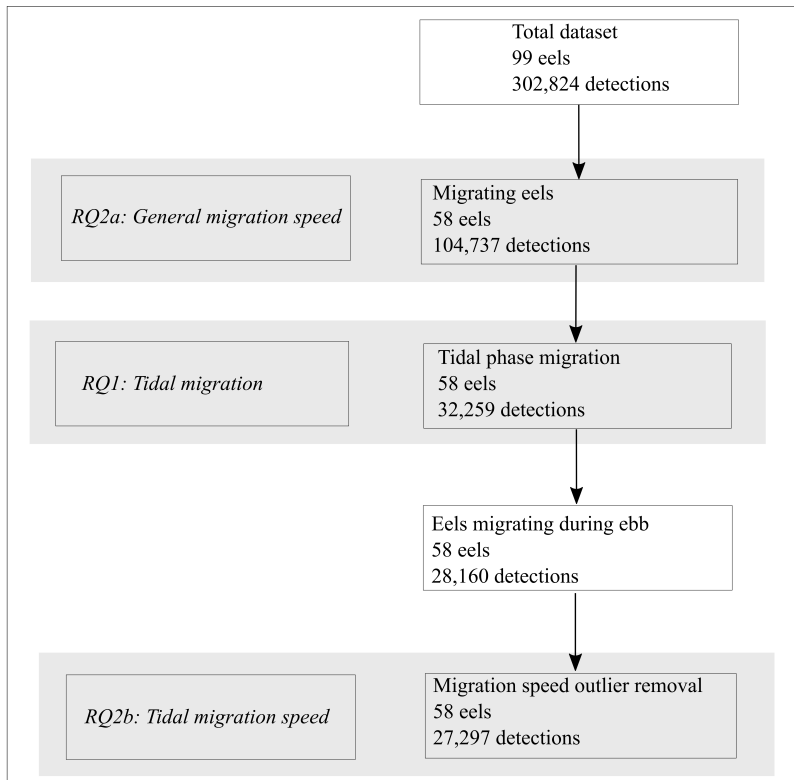 Total dataset
99 eels
302,824 detections
RQ2a: General migration speed
Migrating eels
58 eels
104,737 detections
RQ1: Tidal migration
Tidal phase migration
58 eels
32,259 detections
Eels migrating during ebb
58 eels
28,160 detections
RQ2b: Tidal migration speed
Migration speed outlier removal
58 eels
27,297 detections